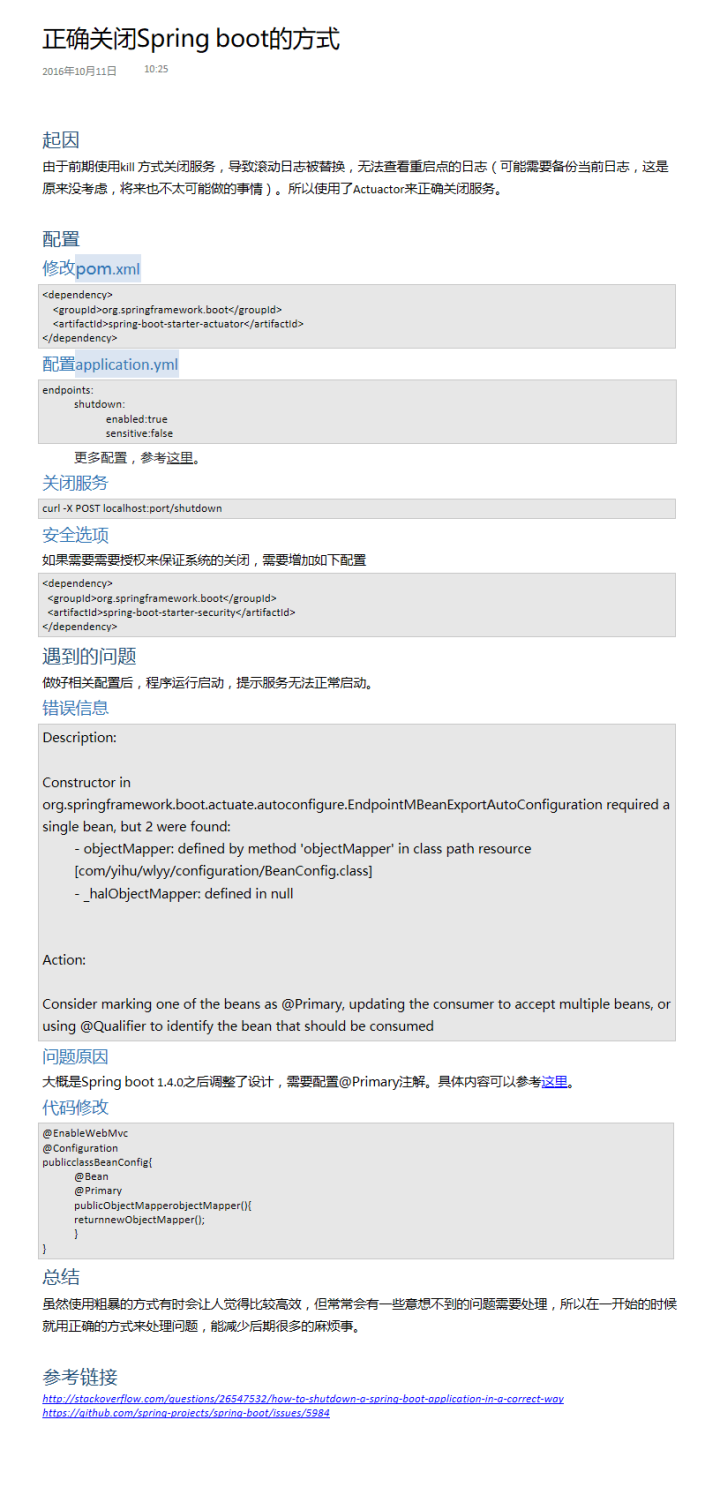 正确关闭Spring boot的方式
2016年10月11日 10:25
起因
由于前期使用kill 方式关闭服务，导致滚动日志被替换，无法查看重启点的日志（可能需要备份当前日志，这是
原来没考虑，将来也不太可能做的事情）。所以使用了Actuactor来正确关闭服务。
配置
修改pom.xml
<dependency>
<groupId>org.springframework.boot</groupId>
<artifactId>spring-boot-starter-actuator</artifactId>
</dependency>
配置application.yml
endpoints:
shutdown:
enabled:true
sensitive:false
更多配置，参考这里。
关闭服务
curl -X POST localhost:port/shutdown
安全选项
如果需要需要授权来保证系统的关闭，需要增加如下配置
<dependency>
<groupId>org.springframework.boot</groupId>
<artifactId>spring-boot-starter-security</artifactId>
</dependency>
遇到的问题
做好相关配置后，程序运行启动，提示服务无法正常启动。
错误信息
Description:
Constructor in
org.springframework.boot.actuate.autoconfigure.EndpointMBeanExportAutoConfiguration required a
single bean, but 2 were found:
- objectMapper: defined by method 'objectMapper' in class path resource
[com/yihu/wlyy/configuration/BeanConfig.class]
- _halObjectMapper: defined in null
Action:
Consider marking one of the beans as @Primary, updating the consumer to accept multiple beans, or
using @Qualifier to identify the bean that should be consumed
问题原因
大概是Spring boot 1.4.0之后调整了设计，需要配置@Primary注解。具体内容可以参考这里。
代码修改
@EnableWebMvc
@Configuration
publicclassBeanConfig{
@Bean
@Primary
publicObjectMapperobjectMapper(){
returnnewObjectMapper();
}
}
总结
虽然使用粗暴的方式有时会让人觉得比较高效，但常常会有一些意想不到的问题需要处理，所以在一开始的时候
就用正确的方式来处理问题，能减少后期很多的麻烦事。
参考链接
http://stackoverflow.com/questions/26547532/how-to-shutdown-a-spring-boot-application-in-a-correct-way
https://github.com/spring-projects/spring-boot/issues/5984